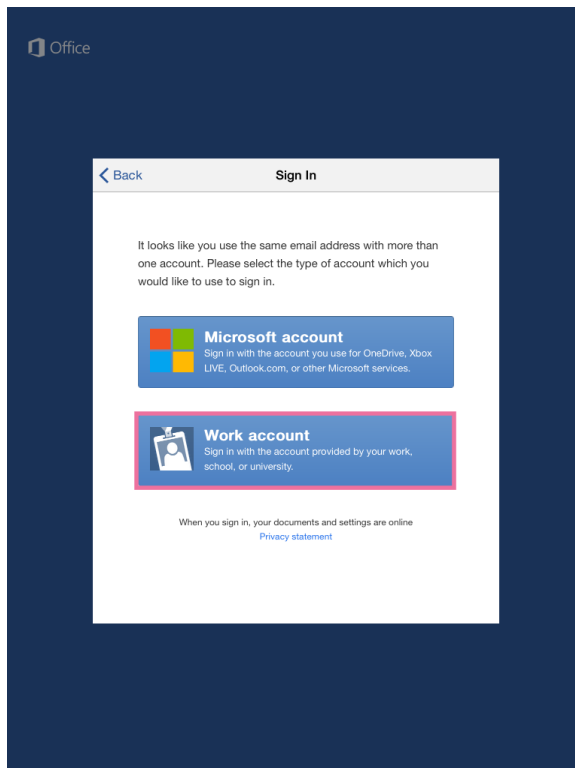 Office
Back
Sign In
It looks like you use the same email address with more than
one account. Please select the type of account which you
would like to use to sign in.
Microsoft account
Sign in with the account you use for OneDrive, Xbox
LIVE, Outlook.com, or other Microsoft services.
Work account
Sign in with the account provided by your work,
school, or university.
When you sign in, your documents and settings are online
Privacy statement